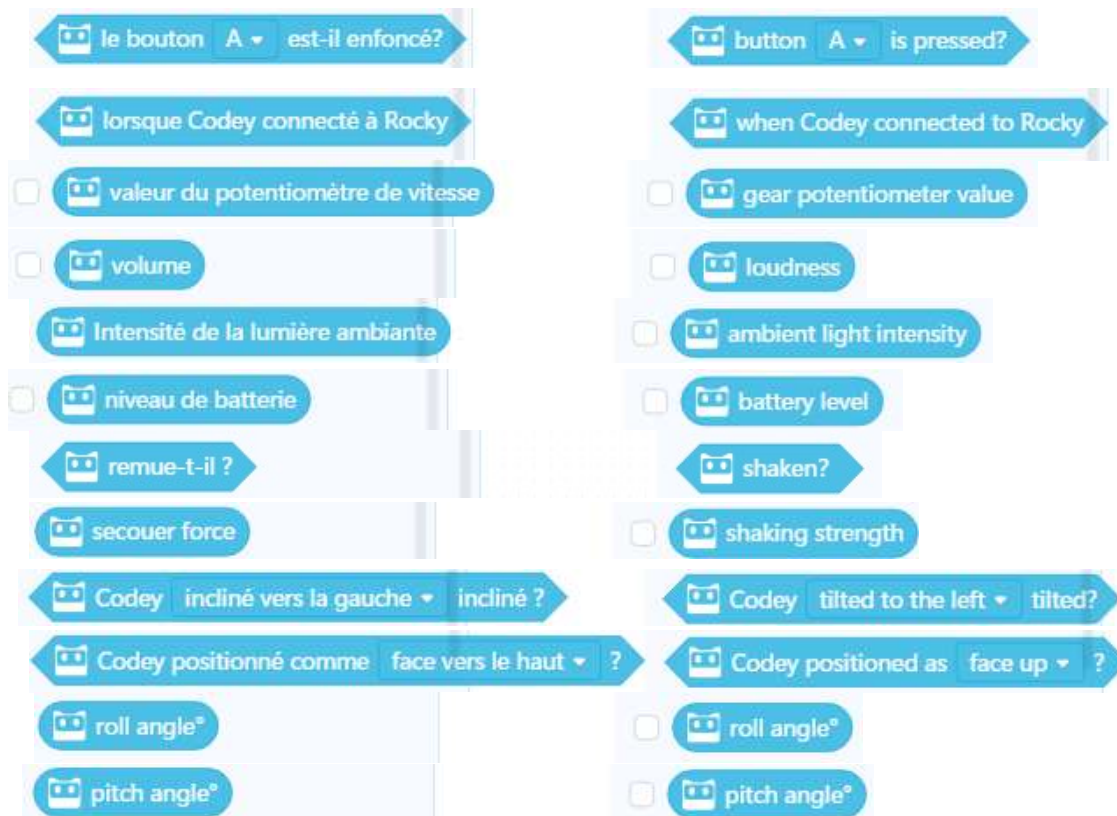 le bouton A est-il enfoncé? button A is pressed?
lorsque Codey connecté à Rocky when Codey connected to Rocky
valeur du potentiomètre de vitesse gear potentiometer value
volume loudness
Intensité de la lumière ambiante ambient light intensity
niveau de batterie battery level
remue-t-il ? shaken?
secouer force shaking strength
Codey incliné vers la gauche incliné ? Codey tilted to the left tilted?
Codey positionné comme face vers le haut ? Codey positioned as face up ?
roll angle° roll angle°
pitch angle° pitch angle°